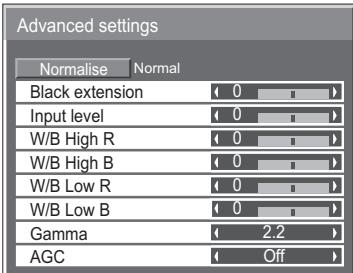 Advanced settings
Normalise Normal
Black extension 0
Input level 0
W/B High R 0
W/B High B 0
W/B Low R 0
W/B Low B 0
Gamma 2.2
AGC Off